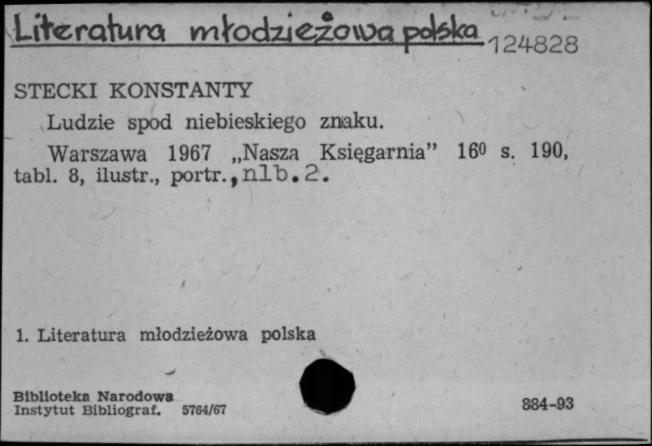 Literatura młodzieżowa polska
124828
STECKI KONSTANTY
Ludzie spod niebieskiego znaku.
Warszawa 1967 „Nasza Księgarnia” 16⁰ s. 190,
tabl. 8, ilustr., portr., nlb. 2.
1. Literatura młodzieżowa polska
Biblioteka Narodowa
Instytut Bibliograf. 5764/67
884-93